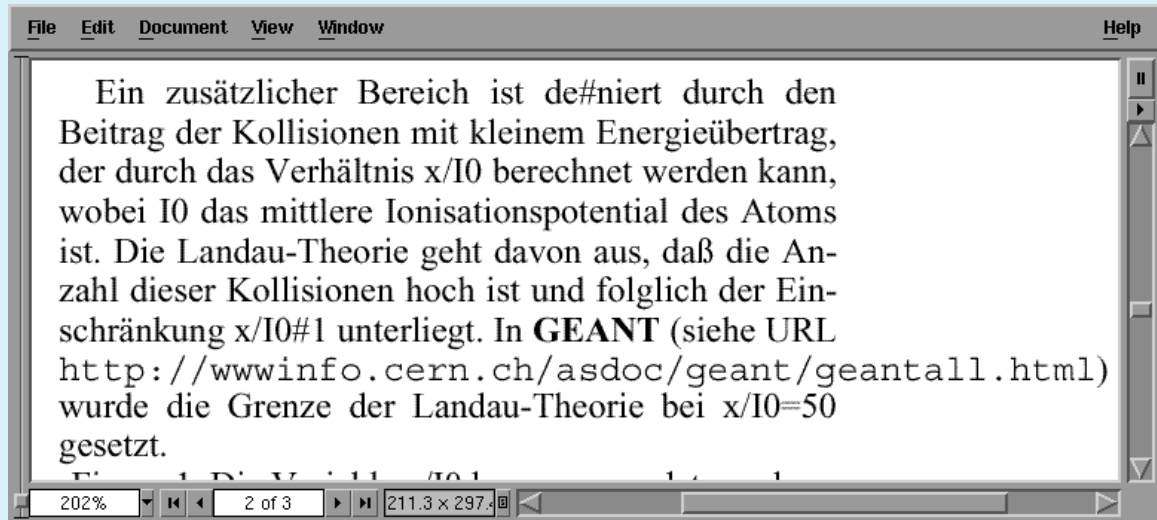 File Edit Document View Window Help
Ein zusätzlicher Bereich ist de#niert durch den
Beitrag der Kollisionen mit kleinem Energieübertrag,
der durch das Verhältnis x/I0 berechnet werden kann,
wobei I0 das mittlere Ionisationspotential des Atoms
ist. Die Landau-Theorie geht davon aus, daß die An-
zahl dieser Kollisionen hoch ist und folglich der Ein-
schränkung x/I0#1 unterliegt. In GEANT (siehe URL
http://wwwinfo.cern.ch/asdoc/geant/geantall.html)
wurde die Grenze der Landau-Theorie bei x/I0=50
gesetzt.
202% 2 of 3 211.3 x 297.